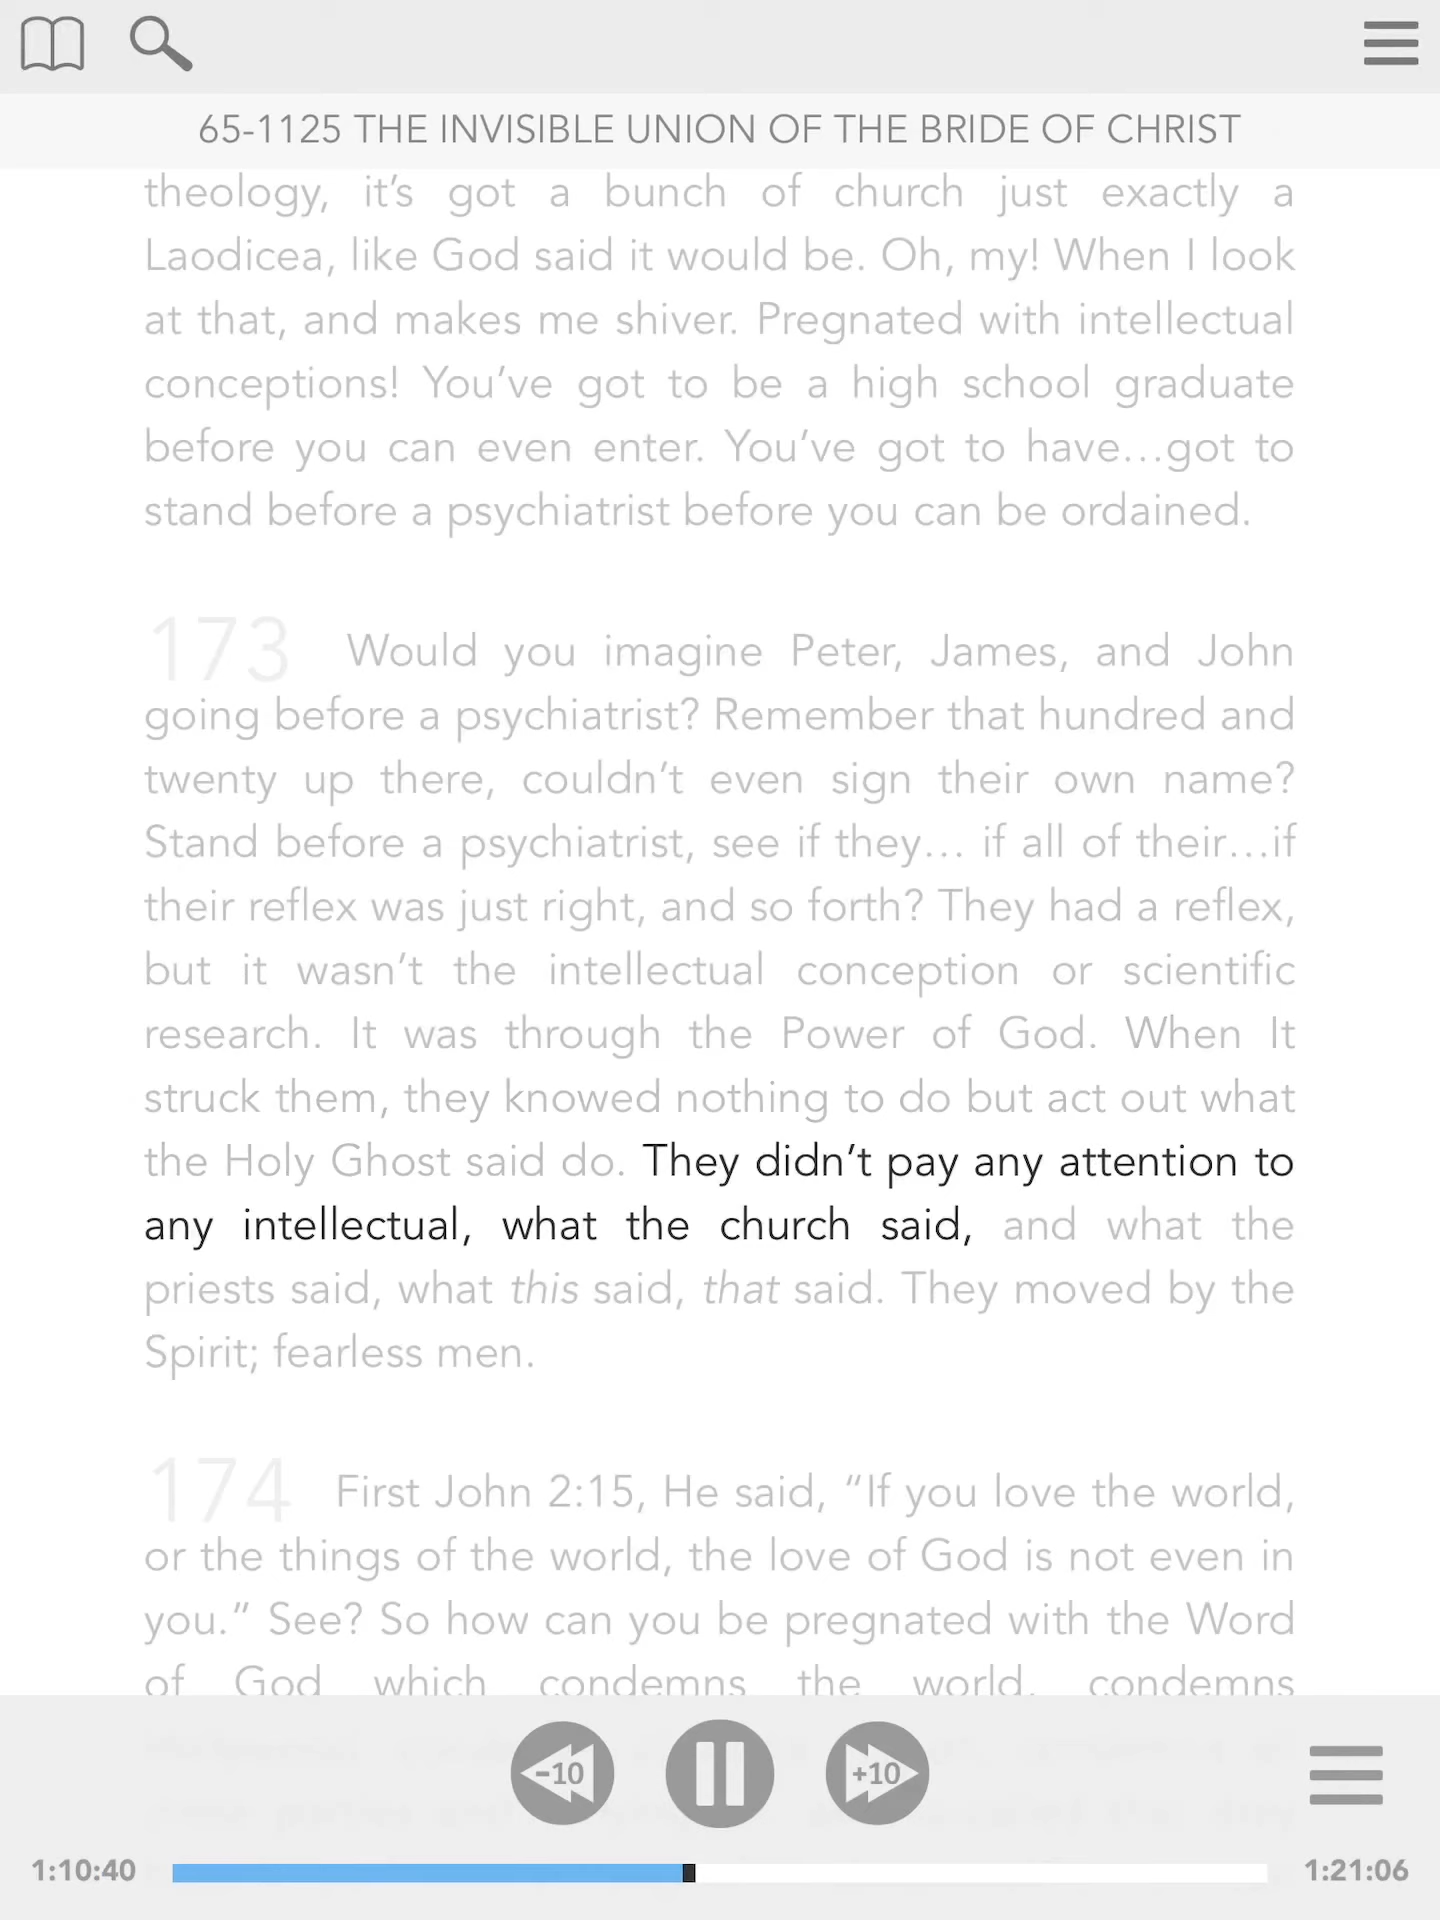 65-1125 THE INVISIBLE UNION OF THE BRIDE OF CHRIST
theology, it’s got a bunch of church just exactly a
Laodicea, like God said it would be. Oh, my! When I look
at that, and makes me shiver. Pregnated with intellectual
conceptions! You’ve got to be a high school graduate
before you can even enter. You’ve got to have…got to
stand before a psychiatrist before you can be ordained.
173 Would you imagine Peter, James, and John
going before a psychiatrist? Remember that hundred and
twenty up there, couldn’t even sign their own name?
Stand before a psychiatrist, see if they… if all of their…if
their reflex was just right, and so forth? They had a reflex,
but it wasn’t the intellectual conception or scientific
research. It was through the Power of God. When It
struck them, they knowed nothing to do but act out what
the Holy Ghost said do. They didn’t pay any attention to
any intellectual, what the church said, and what the
priests said, what this said, that said. They moved by the
Spirit; fearless men.
174 First John 2:15, He said, “If you love the world,
or the things of the world, the love of God is not even in
you.” See? So how can you be pregnated with the Word
of God which condemns the world, condemns
-10 +10
1:10:40 1:21:06